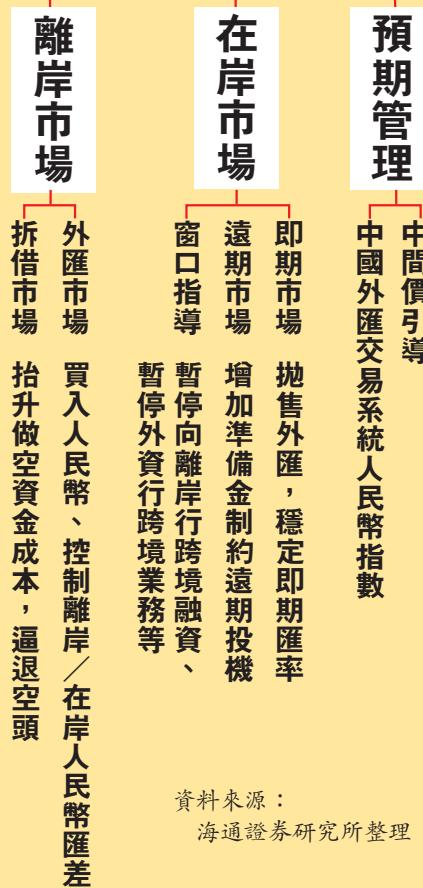 預期管理
中間價引導
中國外匯交易系統人民幣指數
在岸市場
即期市場 拋售外匯，穩定即期匯率
遠期市場 增加準備金制約遠期投機
窗口指導 暫停向離岸行跨境融資、
暫停外資行跨境業務等
離岸市場
外匯市場 買入人民幣、控制離岸／在岸人民幣匯差
拆借市場 抬升做空資金成本，逼退空頭
資料來源：
海通證券研究所整理